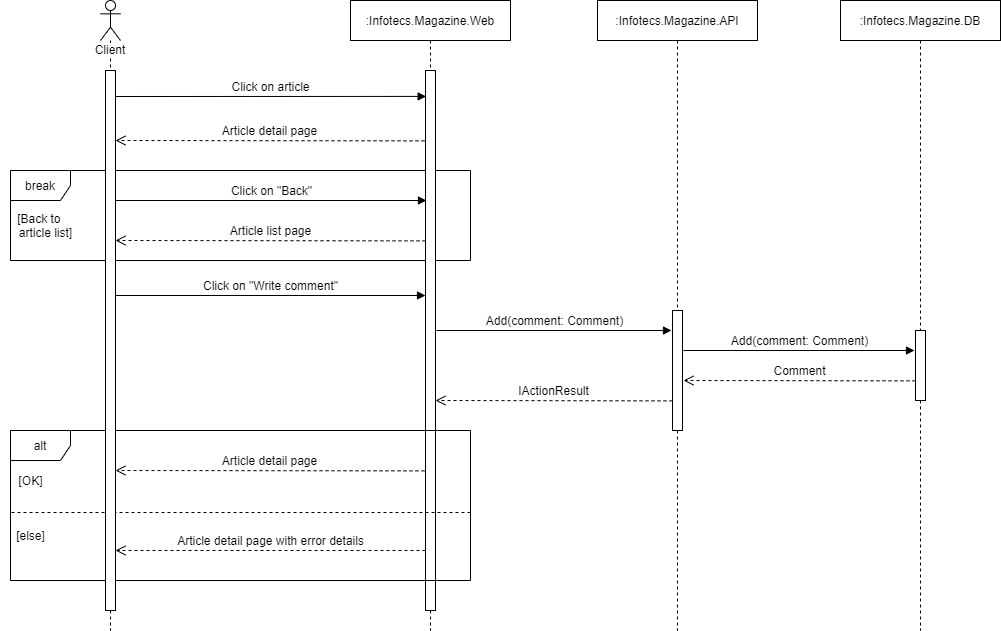 :Infotecs.Magazine.Web
:Infotecs.Magazine.API
:Infotecs.Magazine.DB
Client
Click on article
Article detail page
break
Click on "Back"
[Back to
article list]
Article list page
Click on "Write comment"
Add(comment: Comment)
Add(comment: Comment)
Comment
IActionResult
alt
Article detail page
[OK]
[else]
Article detail page with error details